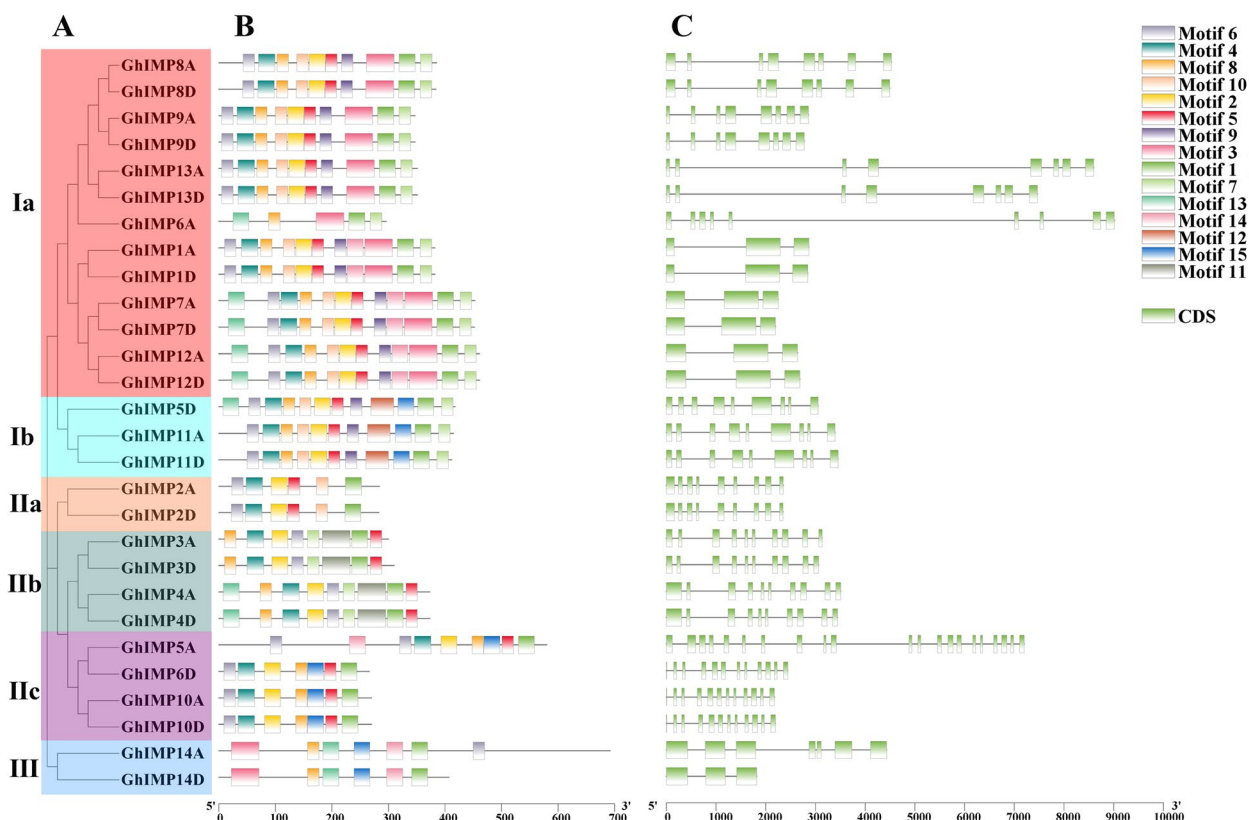 A
B
C
Ia
Ib
IIa
IIb
IIc
III
GhIMP8A
GhIMP8D
GhIMP9A
GhIMP9D
GhIMP13A
GhIMP13D
GhIMP6A
GhIMP1A
GhIMP1D
GhIMP7A
GhIMP7D
GhIMP12A
GhIMP12D
GhIMP5D
GhIMP11A
GhIMP11D
GhIMP2A
GhIMP2D
GhIMP3A
GhIMP3D
GhIMP4A
GhIMP4D
GhIMP5A
GhIMP6D
GhIMP10A
GhIMP10D
GhIMP14A
GhIMP14D
5' 3'
0 100 200 300 400 500 600 700
5' 3'
0 1000 2000 3000 4000 5000 6000 7000 8000 9000 10000
Motif 6
Motif 4
Motif 8
Motif 10
Motif 2
Motif 5
Motif 9
Motif 3
Motif 1
Motif 7
Motif 13
Motif 14
Motif 12
Motif 15
Motif 11
CDS